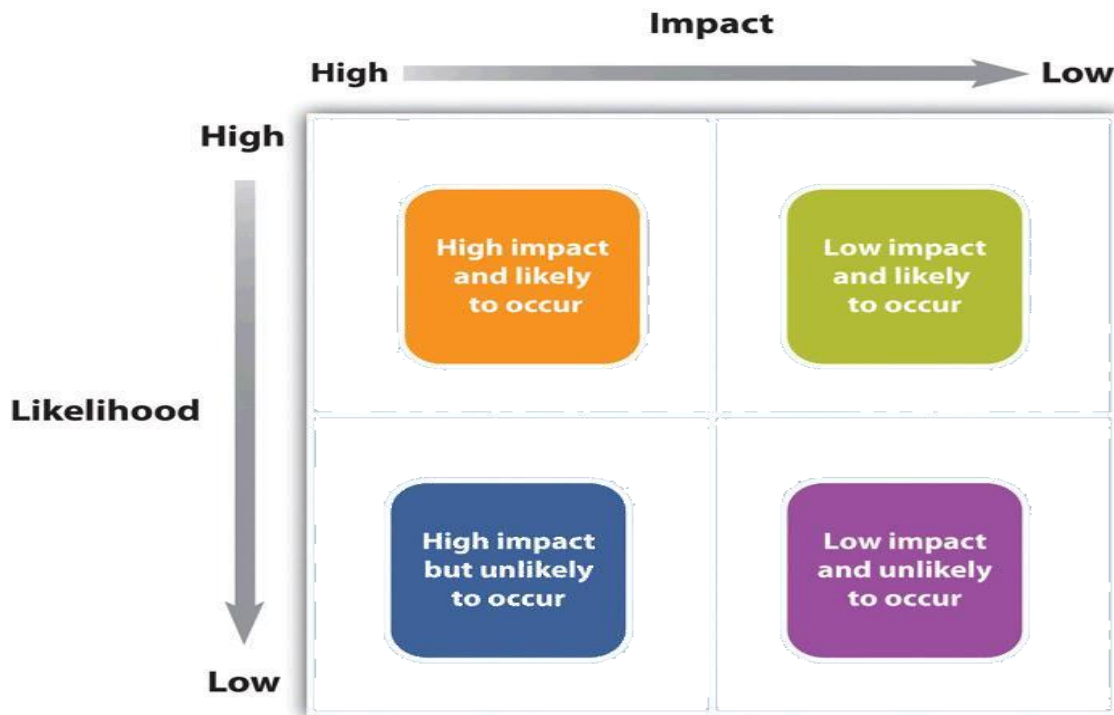 Impact
High
Low
High
High impact
and likely
to occur
Low impact
and likely
to occur
Likelihood
High impact
but unlikely
to occur
Low impact
and unlikely
to occur
Low